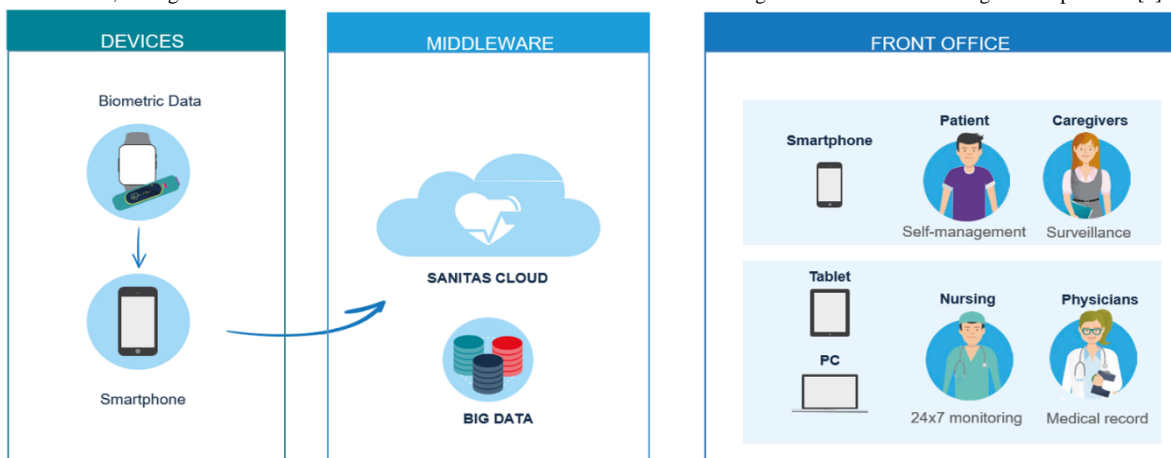 DEVICES
Biometric Data
Smartphone
MIDDLEWARE
SANITAS CLOUD
BIG DATA
FRONT OFFICE
Smartphone
Patient
Caregivers
Self-management
Surveillance
Tablet
PC
Nursing
Physicians
24x7 monitoring
Medical record